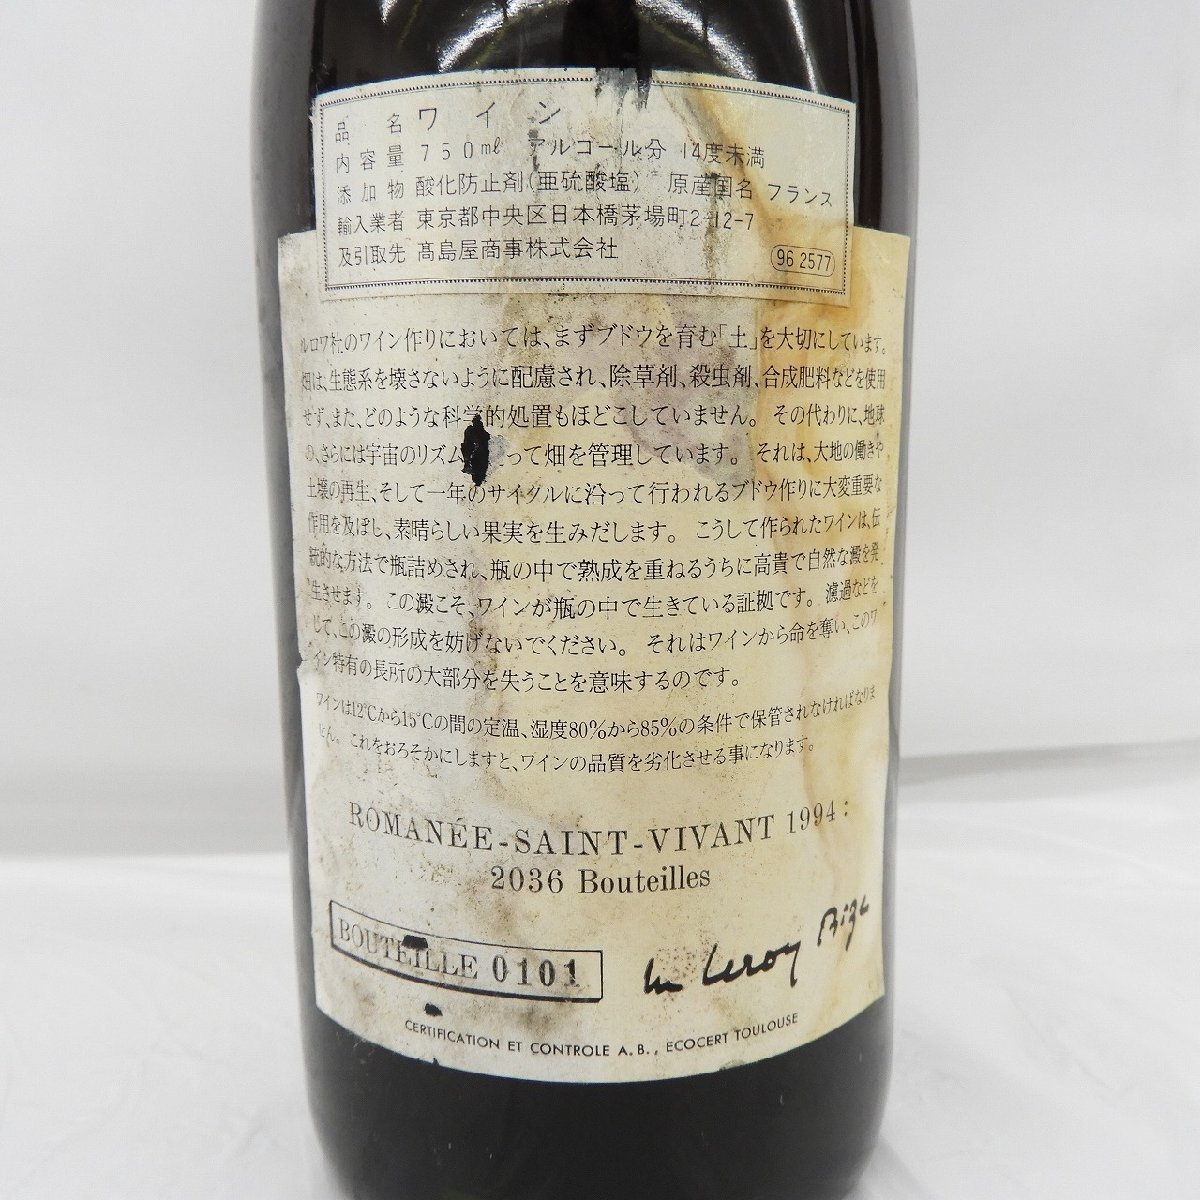 品名 ワイン
内容量 750ml アルコール分 14度未満
添加物 酸化防止剤(亜硫酸塩) 原産国名 フランス
輸入業者 東京都中央区日本橋茅場町2-12-7
及引取先 髙島屋商事株式会社 96 2577
ルロワ社のワイン作りにおいては、まずブドウを育む「土」を大切にしています。
畑は、生態系を壊さないように配慮され、除草剤、殺虫剤、合成肥料などを使用
せず、また、どのような科学的処置もほどこしていません。 その代わりに、地球
の、さらには宇宙のリズム って畑を管理しています。 それは、大地の働きや
土壌の再生、そして一年のサイクルに沿って行われるブドウ作りに大変重要な
作用を及ぼし、素晴らしい果実を生みだします。 こうして作られたワインは、伝
統的な方法で瓶詰めされ、瓶の中で熟成を重ねるうちに高貴で自然な澱を発
生させます。 この澱こそ、ワインが瓶の中で生きている証拠です。 濾過などを
して、この澱の形成を妨げないでください。 それはワインから命を奪い、このワ
イン特有の長所の大部分を失うことを意味するのです。
ワインは12℃から15℃の間の定温、湿度80%から85%の条件で保管されなければなりま
せん。これをおろそかにしますと、ワインの品質を劣化させる事になります。
ROMANÉE-SAINT-VIVANT 1994:
2036 Bouteilles
BOUTEILLE 0101
Leroy Bize
CERTIFICATION ET CONTROLE A.B., ECOCERT TOULOUSE